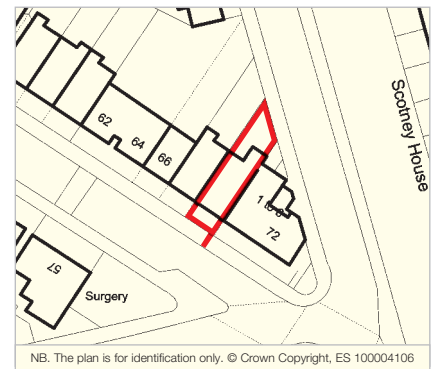 62
64
66
Scotney House
1 to
72
57
Surgery
NB. The plan is for identification only. © Crown Copyright, ES 100004106